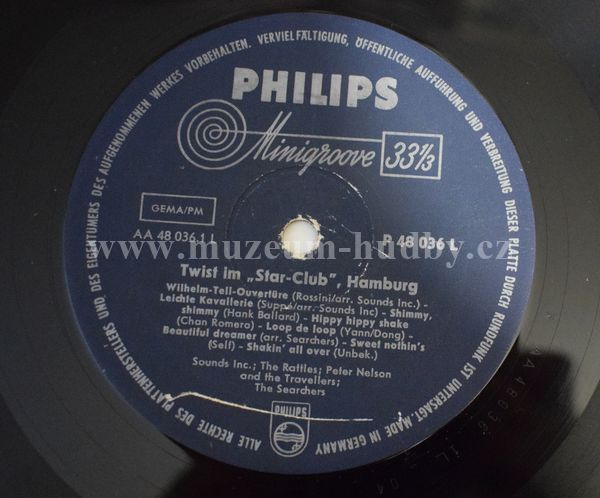 ALLE RECHTE DES PLATTENHERSTELLERS UND DES EIGENTÜMERS DES AUFGENOMMENEN WERKES VORBEHALTEN. VERVIELFÄLTIGUNG, ÖFFENTLICHE AUFFÜHRUNG UND VERBREITUNG DIESER PLATTE DURCH RUNDFUNK IST UNTERSAGT. MADE IN GERMANY
PHILIPS
Minigroove 33⅓
GEMA/PM
AA 48 036 1 L
P 48 036 L
www.muzeum-hudby.cz
Twist im „Star-Club", Hamburg
Wilhelm-Tell-Ouvertüre (Rossini/arr. Sounds Inc.) -
Leichte Kavallerie (Suppé/arr. Sounds Inc) - Shimmy,
shimmy (Hank Ballard) - Hippy hippy shake
(Chan Romero) - Loop de loop (Yann/Dong) -
Beautiful dreamer (arr. Searchers) - Sweet nothin's
(Self) - Shakin' all over (Unbek.)
Sounds Inc.; The Rattles; Peter Nelson
and the Travellers;
The Searchers
PHILIPS